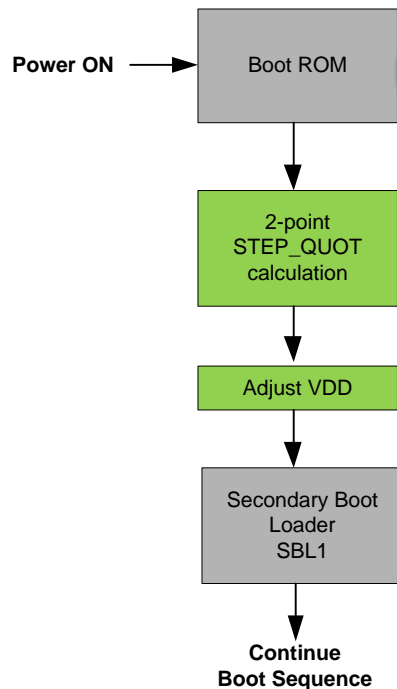 Power ON
Boot ROM
2-point
STEP_QUOT
calculation
Adjust VDD
Secondary Boot
Loader
SBL1
Continue
Boot Sequence